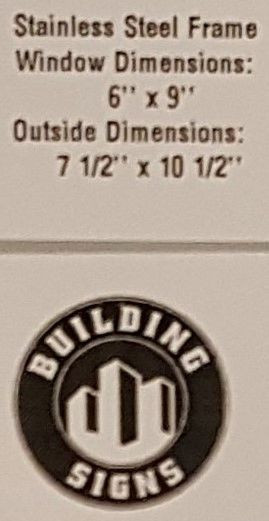 Stainless Steel Frame
Window Dimensions:
6'' x 9''
Outside Dimensions:
7 1/2'' x 10 1/2''
BUILDING
SIGNS